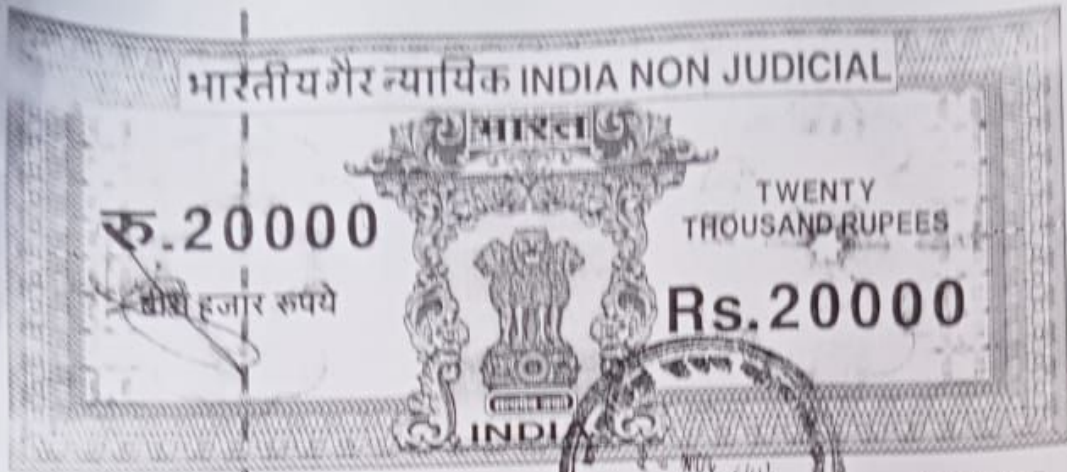 भारतीय गैर न्यायिक INDIA NON JUDICIAL
भारत
रु.20000
बीस हजार रुपये
TWENTY
THOUSAND RUPEES
Rs.20000
INDIA